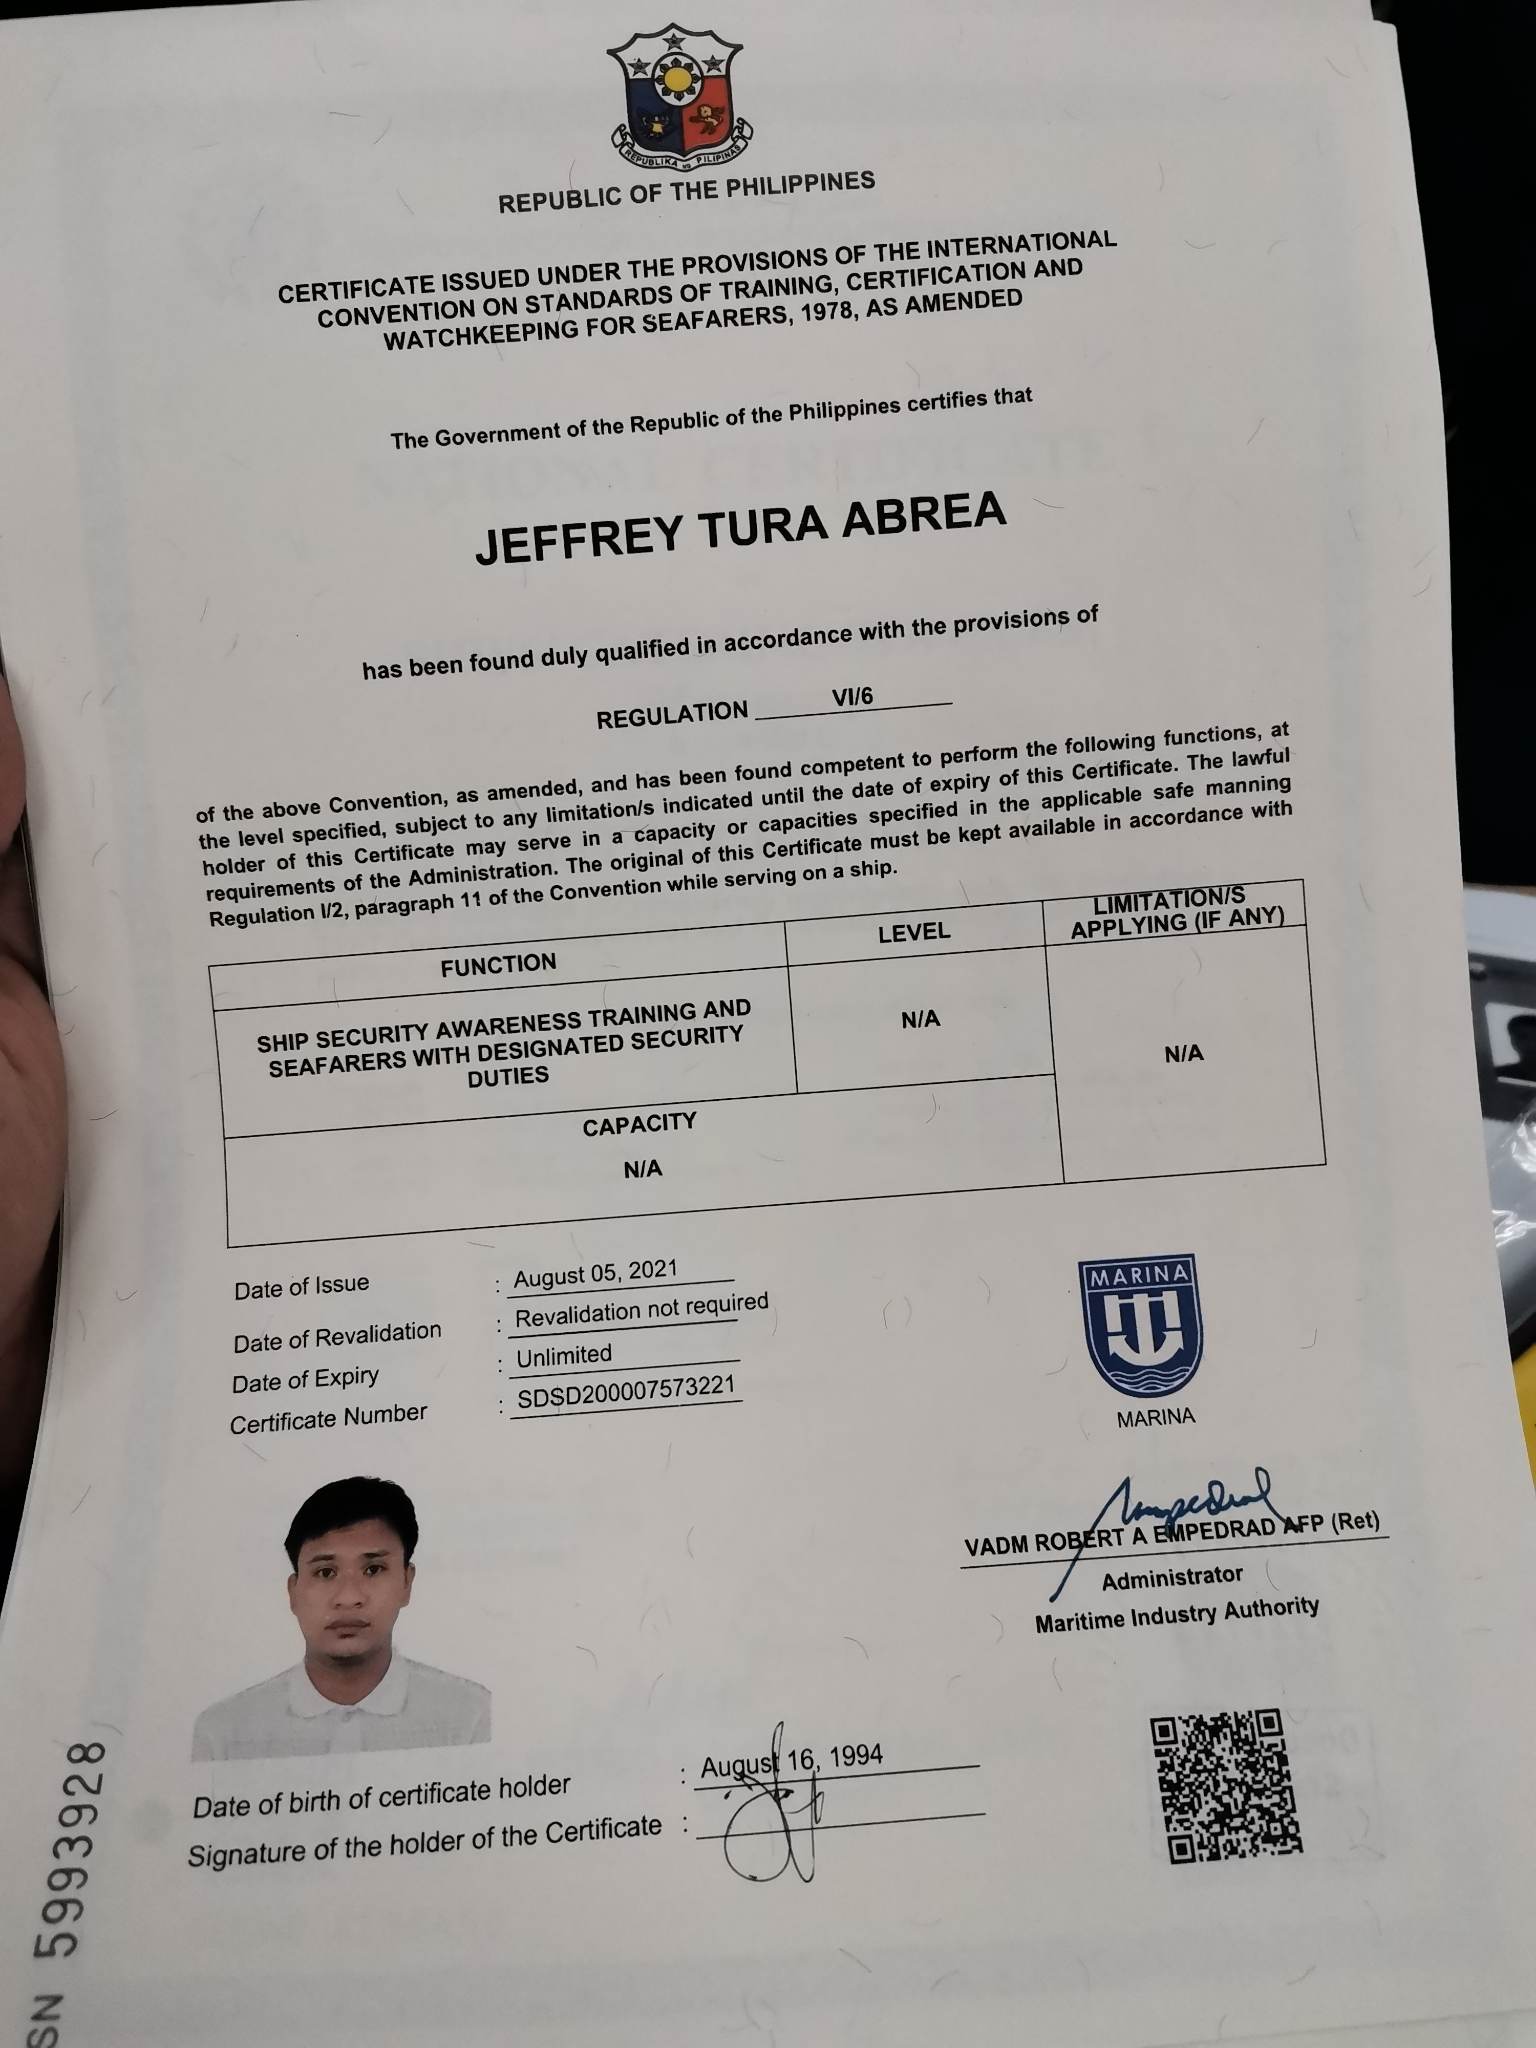 REPUBLIKA NG PILIPINAS
REPUBLIC OF THE PHILIPPINES
CERTIFICATE ISSUED UNDER THE PROVISIONS OF THE INTERNATIONAL
CONVENTION ON STANDARDS OF TRAINING, CERTIFICATION AND
WATCHKEEPING FOR SEAFARERS, 1978, AS AMENDED
The Government of the Republic of the Philippines certifies that
JEFFREY TURA ABREA
has been found duly qualified in accordance with the provisions of
REGULATION VI/6
of the above Convention, as amended, and has been found competent to perform the following functions, at
the level specified, subject to any limitation/s indicated until the date of expiry of this Certificate. The lawful
holder of this Certificate may serve in a capacity or capacities specified in the applicable safe manning
requirements of the Administration. The original of this Certificate must be kept available in accordance with
Regulation I/2, paragraph 11 of the Convention while serving on a ship.
FUNCTION
LEVEL
LIMITATION/S
APPLYING (IF ANY)
SHIP SECURITY AWARENESS TRAINING AND
SEAFARERS WITH DESIGNATED SECURITY
DUTIES
N/A
N/A
CAPACITY
N/A
Date of Issue : August 05, 2021
Date of Revalidation : Revalidation not required
Date of Expiry : Unlimited
Certificate Number : SDSD200007573221
MARINA
MARINA
VADM ROBERT A EMPEDRAD AFP (Ret)
Administrator
Maritime Industry Authority
Date of birth of certificate holder : August 16, 1994
Signature of the holder of the Certificate :
SN 5993928